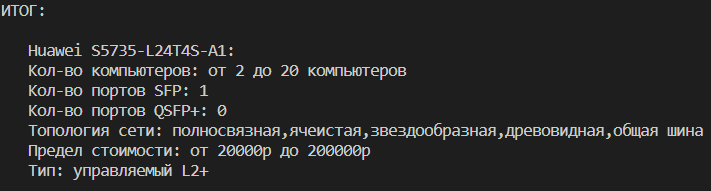 ИТОГ:
Huawei S5735-L24T4S-A1:
Кол-во компьютеров: от 2 до 20 компьютеров
Кол-во портов SFP: 1
Кол-во портов QSFP+: 0
Топология сети: полносвязная,ячеистая,звездообразная,древовидная,общая шина
Предел стоимости: от 20000р до 200000р
Тип: управляемый L2+